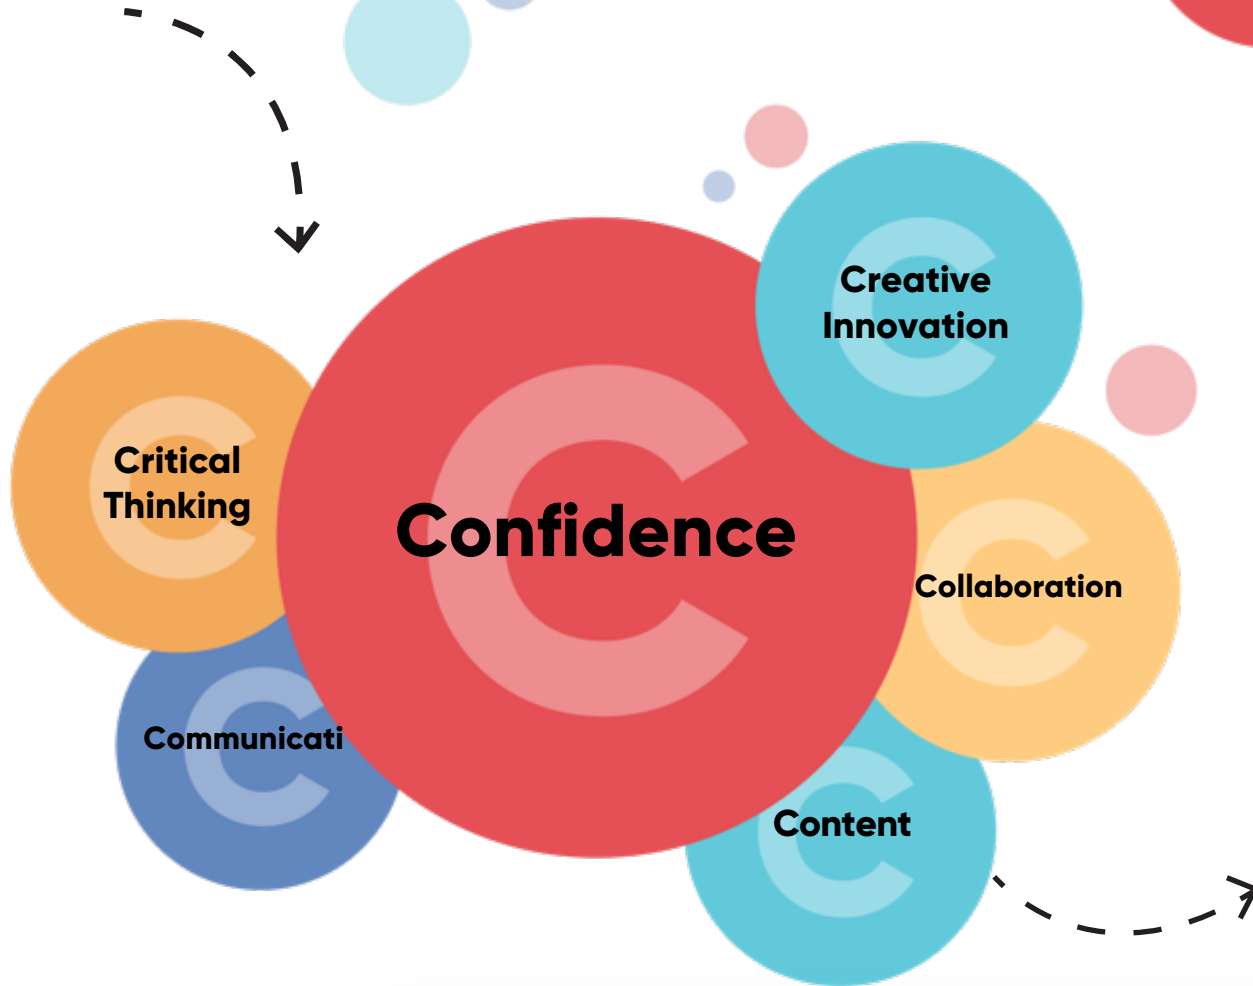 Creative
Innovation
Critical
Thinking
Confidence
Collaboration
Communicati
Content